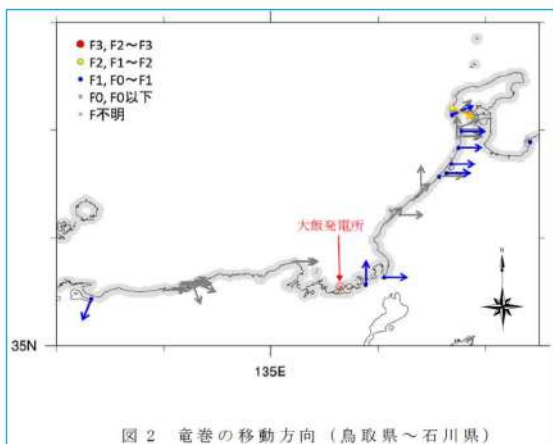 F3, F2～F3
F2, F1～F2
F1, F0～F1
F0, F0以下
F不明
大飯発電所
N
35N
135E
図 2 竜巻の移動方向（鳥取県～石川県）